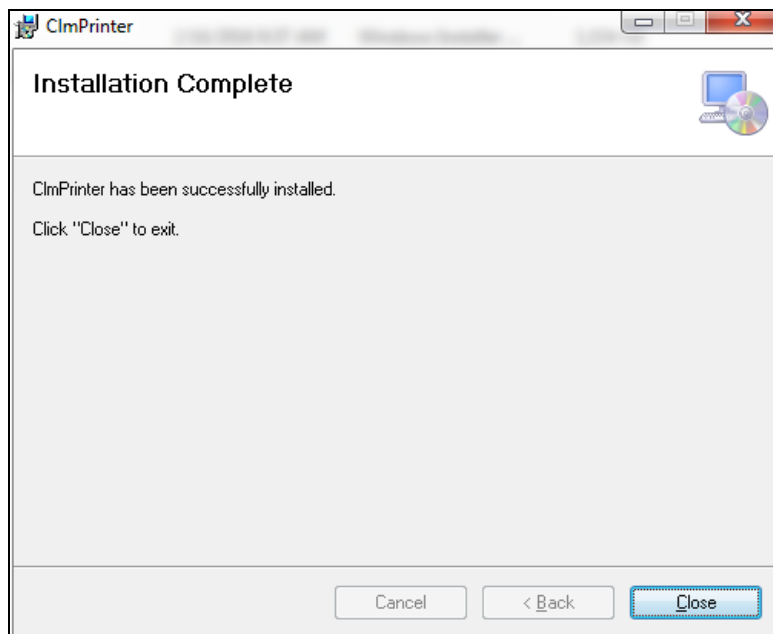 ClmPrinter
Installation Complete
ClmPrinter has been successfully installed.
Click "Close" to exit.
Cancel
< Back
Close